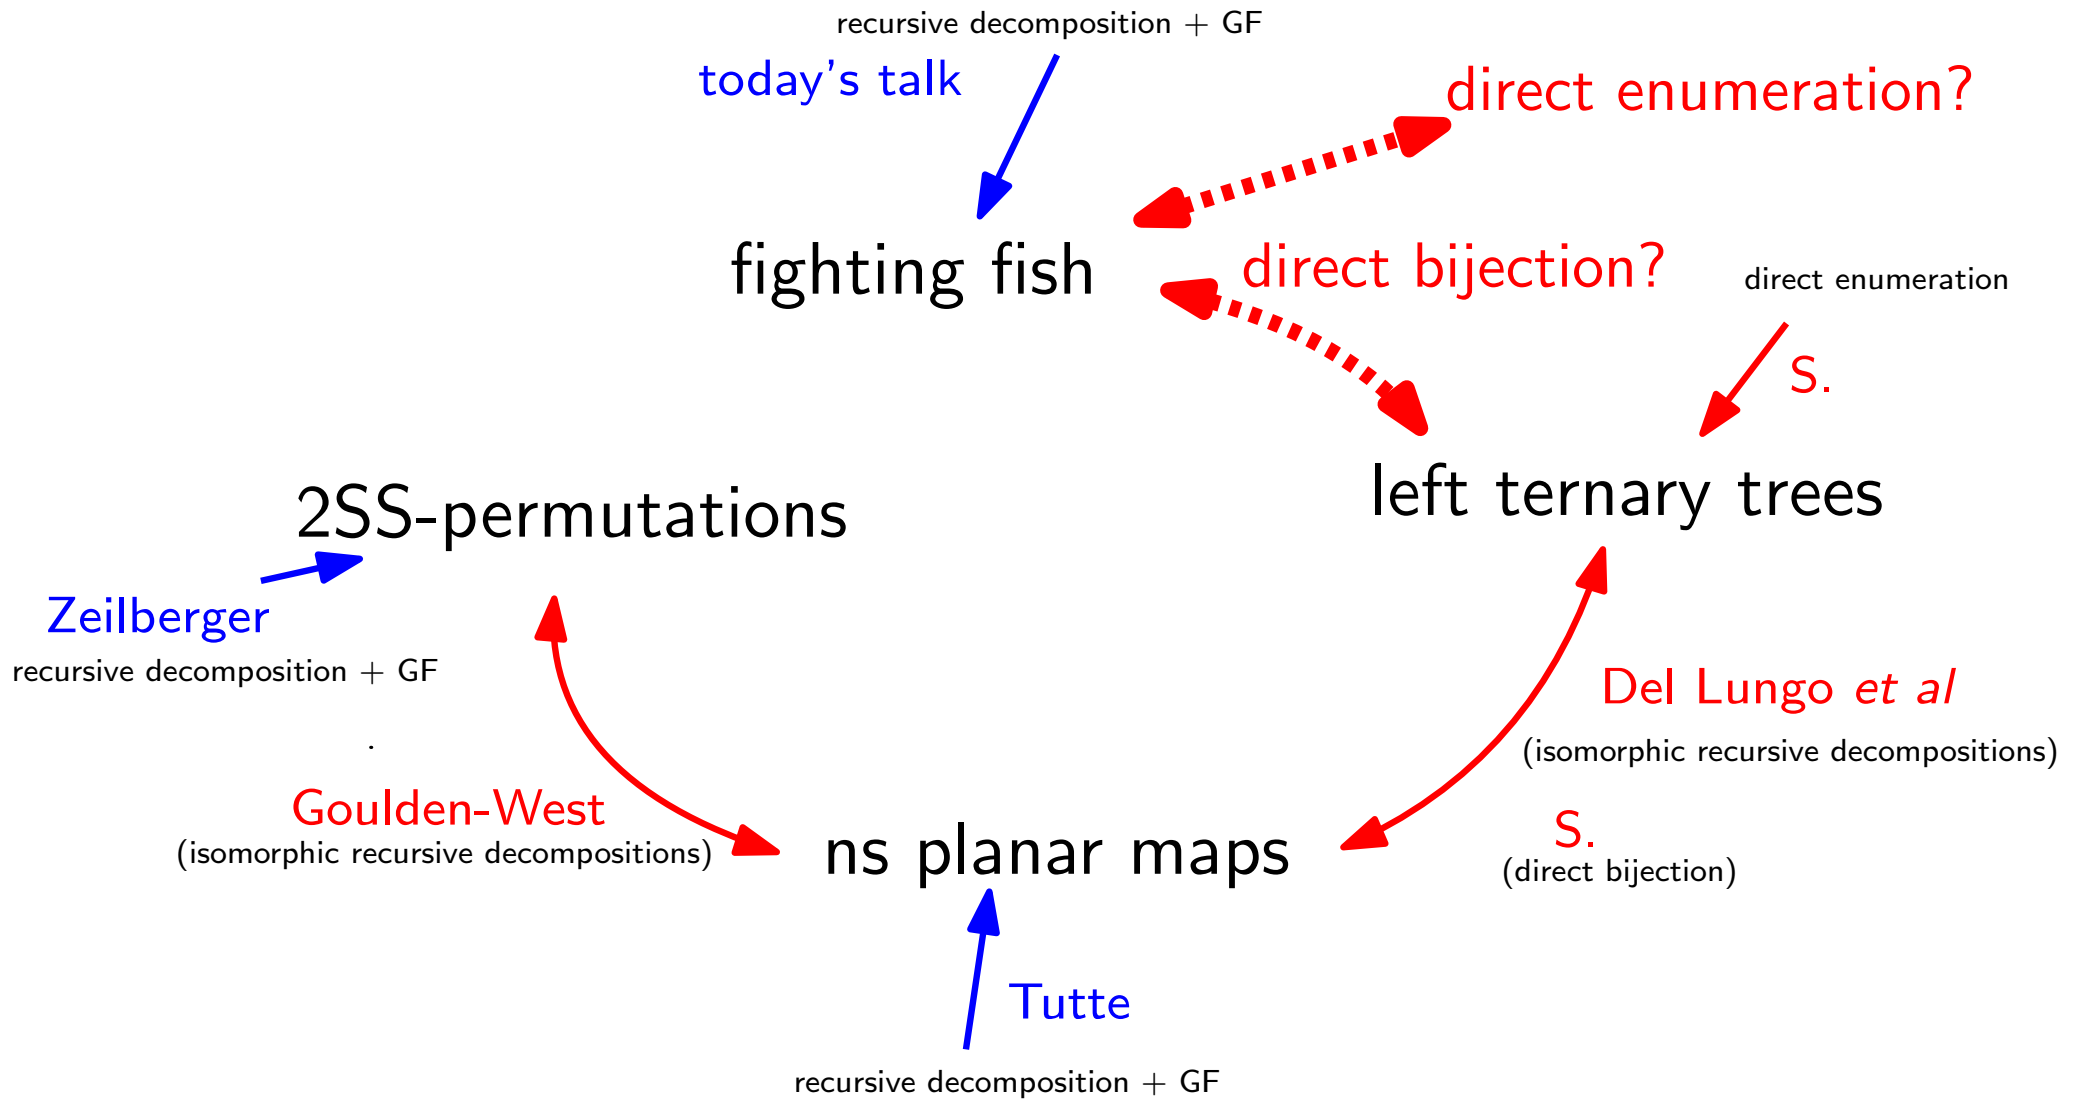 recursive decomposition + GF
today's talk
direct enumeration?
fighting fish
direct bijection?
direct enumeration
S.
left ternary trees
2SS-permutations
Zeilberger
recursive decomposition + GF
Del Lungo et al
(isomorphic recursive decompositions)
.
Goulden-West
(isomorphic recursive decompositions)
S.
(direct bijection)
ns planar maps
Tutte
recursive decomposition + GF